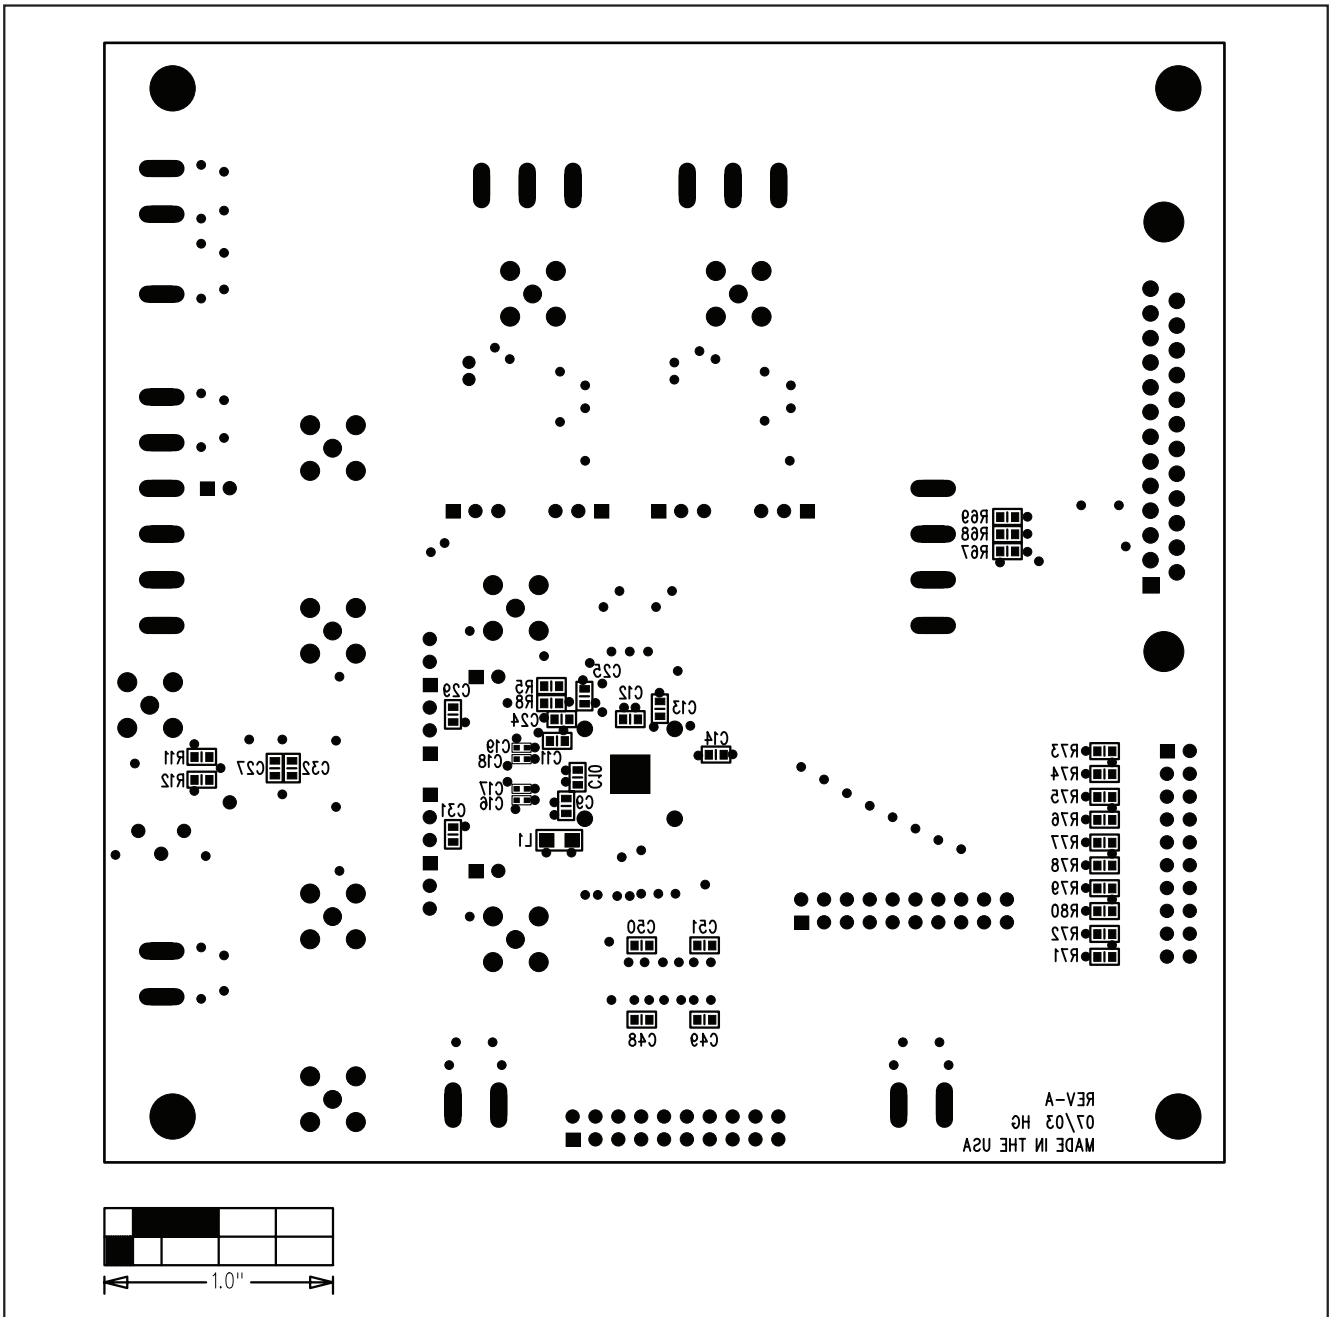 R69
R68
R67
C25
R5
C12
C29
R8
C13
C24
C14
C19
C11
C18
R11
C27
C32
R73
R12
C10
R74
C17
R75
C16
C9
C31
R76
L1
R77
R78
R79
R80
C50
C51
R72
R71
C48
C49
REV-A
07/03 HG
MADE IN THE USA
1.0"